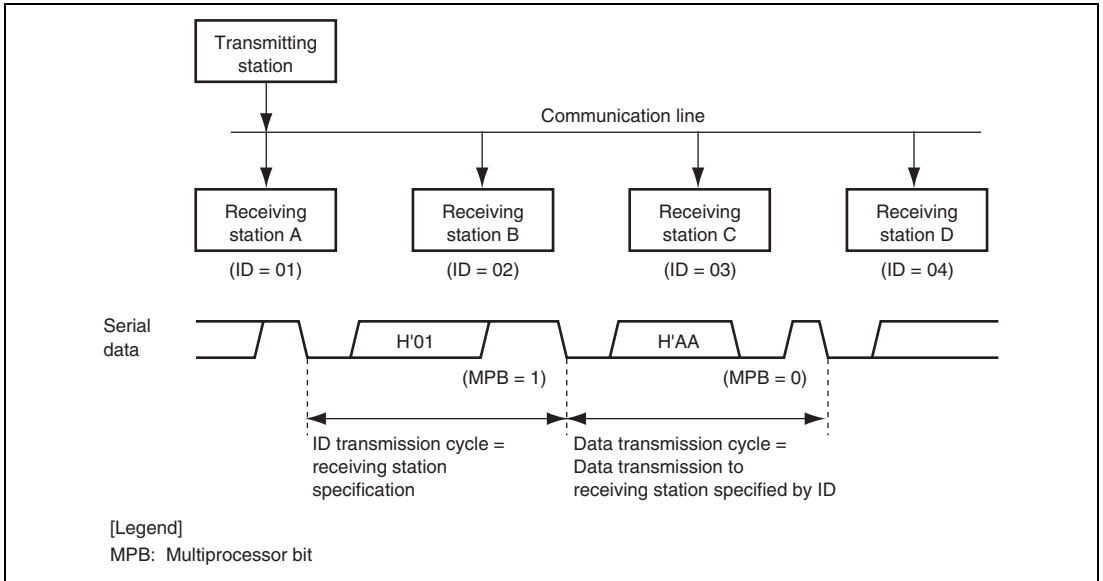 Transmitting
station
Communication line
Receiving
station A
Receiving
station B
Receiving
station C
Receiving
station D
(ID = 01)
(ID = 02)
(ID = 03)
(ID = 04)
Serial
data
H'01
H'AA
(MPB = 1)
(MPB = 0)
ID transmission cycle =
receiving station
specification
Data transmission cycle =
Data transmission to
receiving station specified by ID
[Legend]
MPB: Multiprocessor bit